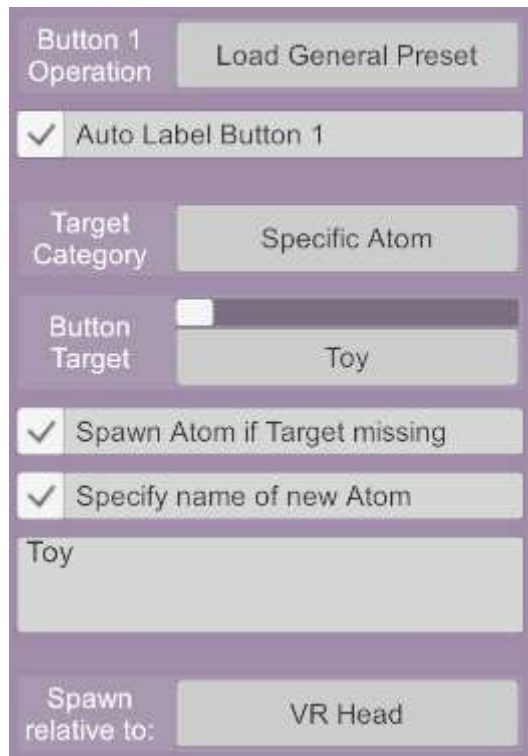 Button 1
Operation
Load General Preset
Auto Label Button 1
Target
Category
Specific Atom
Button
Target
Toy
Spawn Atom if Target missing
Specify name of new Atom
Toy
Spawn
relative to:
VR Head